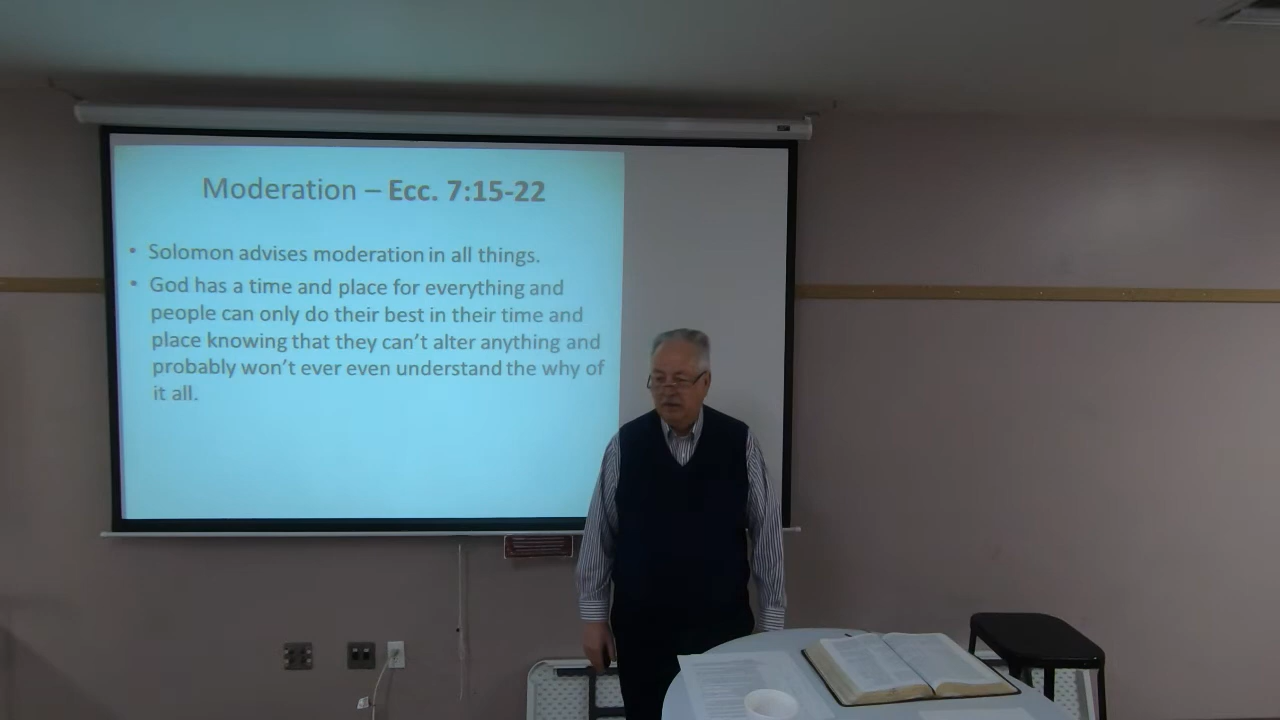 Moderation – Ecc. 7:15-22
• Solomon advises moderation in all things.
• God has a time and place for everything and
people can only do their best in their time and
place knowing that they can't alter anything and
probably won't ever even understand the why of
it all.